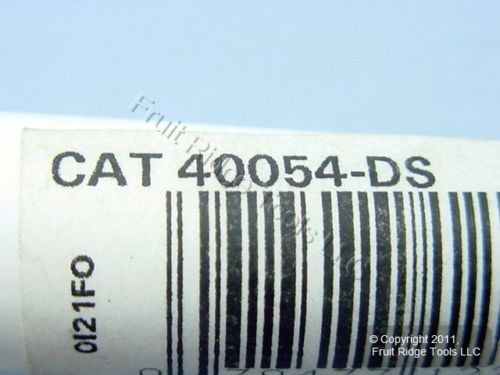 CAT 40054-DS
0I21FO
Fruit Ridge Tools LLC
© Copyright 2011,
Fruit Ridge Tools LLC